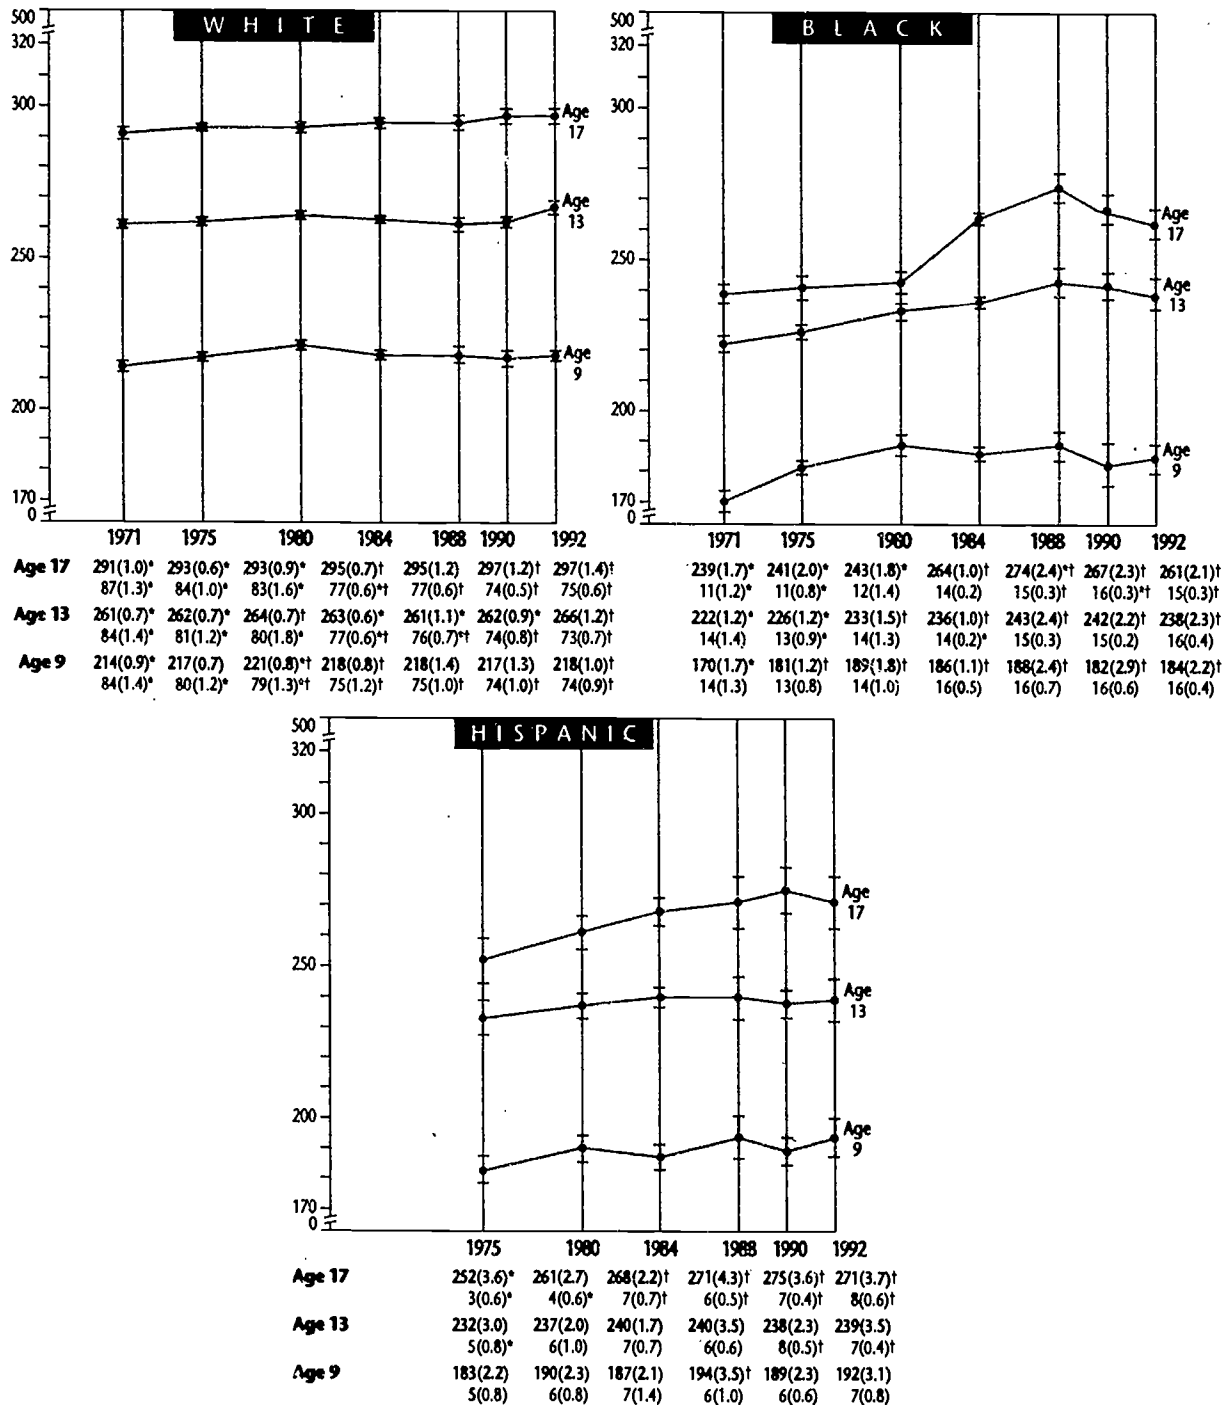 WHITE
500
320
300
250
200
170
0
Age
17
Age
13
Age
9
1971 1975 1980 1984 1988 1990 1992
Age 17 291(1.0)* 293(0.6)* 293(0.9)* 295(0.7)† 295(1.2) 297(1.2)† 297(1.4)†
87(1.3)* 84(1.0)* 83(1.6)* 77(0.6)*† 77(0.6)† 74(0.5)† 75(0.6)†
Age 13 261(0.7)* 262(0.7)* 264(0.7)† 263(0.6)* 261(1.1)* 262(0.9)* 266(1.2)†
84(1.4)* 81(1.2)* 80(1.8)* 77(0.6)*† 76(0.7)*† 74(0.8)† 73(0.7)†
Age 9 214(0.9)* 217(0.7) 221(0.8)*† 218(0.8)† 218(1.4) 217(1.3) 218(1.0)†
84(1.4)* 80(1.2)* 79(1.3)*† 75(1.2)† 75(1.0)† 74(1.0)† 74(0.9)†
BLACK
500
320
300
250
200
170
0
Age
17
Age
13
Age
9
1971 1975 1980 1984 1988 1990 1992
239(1.7)* 241(2.0)* 243(1.8)* 264(1.0)† 274(2.4)*† 267(2.3)† 261(2.1)†
11(1.2)* 11(0.8)* 12(1.4) 14(0.2) 15(0.3)† 16(0.3)*† 15(0.3)†
222(1.2)* 226(1.2)* 233(1.5)† 236(1.0)† 243(2.4)† 242(2.2)† 238(2.3)†
14(1.4) 13(0.9)* 14(1.3) 14(0.2)* 15(0.3) 15(0.2) 16(0.4)
170(1.7)* 181(1.2)† 189(1.8)† 186(1.1)† 188(2.4)† 182(2.9)† 184(2.2)†
14(1.3) 13(0.8) 14(1.0) 16(0.5) 16(0.7) 16(0.6) 16(0.4)
HISPANIC
500
320
300
250
200
170
0
Age
17
Age
13
Age
9
1975 1980 1984 1988 1990 1992
Age 17 252(3.6)* 261(2.7) 268(2.2)† 271(4.3)† 275(3.6)† 271(3.7)†
3(0.6)* 4(0.6)* 7(0.7)† 6(0.5)† 7(0.4)† 8(0.6)†
Age 13 232(3.0) 237(2.0) 240(1.7) 240(3.5) 238(2.3) 239(3.5)
5(0.8)* 6(1.0) 7(0.7) 6(0.6) 8(0.5)† 7(0.4)†
Age 9 183(2.2) 190(2.3) 187(2.1) 194(3.5)† 189(2.3) 192(3.1)
5(0.8) 6(0.8) 7(1.4) 6(1.0) 6(0.6) 7(0.8)